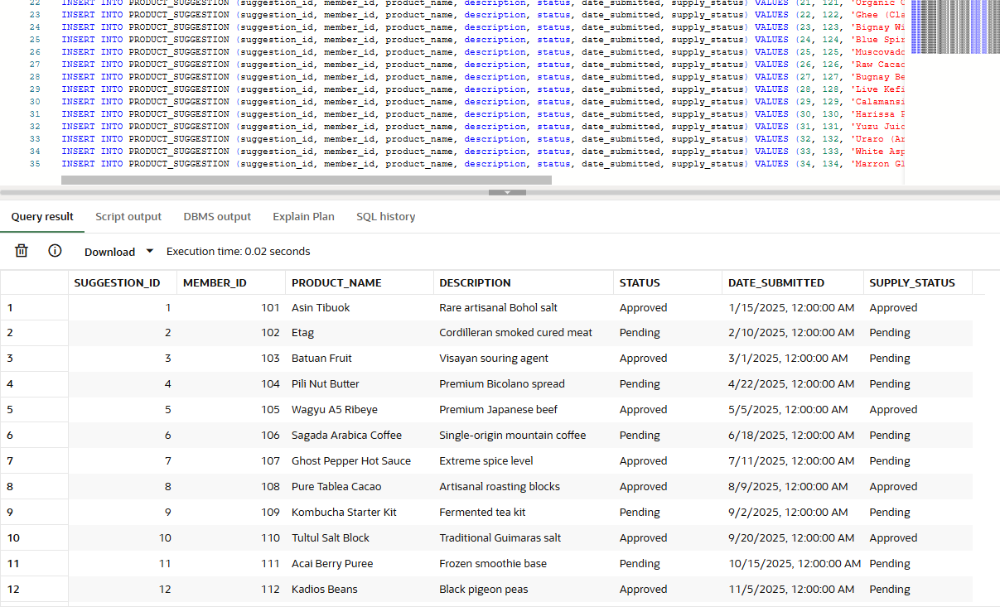 22 INSERT INTO PRODUCT_SUGGESTION (suggestion_id, member_id, product_name, description, status, date_submitted, supply_status) VALUES (21, 121, 'Organic C
23 INSERT INTO PRODUCT_SUGGESTION (suggestion_id, member_id, product_name, description, status, date_submitted, supply_status) VALUES (22, 122, 'Ghee (Cla
24 INSERT INTO PRODUCT_SUGGESTION (suggestion_id, member_id, product_name, description, status, date_submitted, supply_status) VALUES (23, 123, 'Bignay Wi
25 INSERT INTO PRODUCT_SUGGESTION (suggestion_id, member_id, product_name, description, status, date_submitted, supply_status) VALUES (24, 124, 'Blue Spir
26 INSERT INTO PRODUCT_SUGGESTION (suggestion_id, member_id, product_name, description, status, date_submitted, supply_status) VALUES (25, 125, 'Muscovado
27 INSERT INTO PRODUCT_SUGGESTION (suggestion_id, member_id, product_name, description, status, date_submitted, supply_status) VALUES (26, 126, 'Raw Cacao
28 INSERT INTO PRODUCT_SUGGESTION (suggestion_id, member_id, product_name, description, status, date_submitted, supply_status) VALUES (27, 127, 'Bugnay Be
29 INSERT INTO PRODUCT_SUGGESTION (suggestion_id, member_id, product_name, description, status, date_submitted, supply_status) VALUES (28, 128, 'Live Kefi
30 INSERT INTO PRODUCT_SUGGESTION (suggestion_id, member_id, product_name, description, status, date_submitted, supply_status) VALUES (29, 129, 'Calamansi
31 INSERT INTO PRODUCT_SUGGESTION (suggestion_id, member_id, product_name, description, status, date_submitted, supply_status) VALUES (30, 130, 'Harissa P
32 INSERT INTO PRODUCT_SUGGESTION (suggestion_id, member_id, product_name, description, status, date_submitted, supply_status) VALUES (31, 131, 'Yuzu Juic
33 INSERT INTO PRODUCT_SUGGESTION (suggestion_id, member_id, product_name, description, status, date_submitted, supply_status) VALUES (32, 132, 'Uraro (Ar
34 INSERT INTO PRODUCT_SUGGESTION (suggestion_id, member_id, product_name, description, status, date_submitted, supply_status) VALUES (33, 133, 'White Asp
35 INSERT INTO PRODUCT_SUGGESTION (suggestion_id, member_id, product_name, description, status, date_submitted, supply_status) VALUES (34, 134, 'Marron Gl
Query result Script output DBMS output Explain Plan SQL history
Download Execution time: 0.02 seconds
SUGGESTION_ID MEMBER_ID PRODUCT_NAME DESCRIPTION STATUS DATE_SUBMITTED SUPPLY_STATUS
1 1 101 Asin Tibuok Rare artisanal Bohol salt Approved 1/15/2025, 12:00:00 AM Approved
2 2 102 Etag Cordilleran smoked cured meat Pending 2/10/2025, 12:00:00 AM Pending
3 3 103 Batuan Fruit Visayan souring agent Approved 3/1/2025, 12:00:00 AM Pending
4 4 104 Pili Nut Butter Premium Bicolano spread Pending 4/22/2025, 12:00:00 AM Pending
5 5 105 Wagyu A5 Ribeye Premium Japanese beef Approved 5/5/2025, 12:00:00 AM Approved
6 6 106 Sagada Arabica Coffee Single-origin mountain coffee Pending 6/18/2025, 12:00:00 AM Pending
7 7 107 Ghost Pepper Hot Sauce Extreme spice level Approved 7/11/2025, 12:00:00 AM Pending
8 8 108 Pure Tablea Cacao Artisanal roasting blocks Approved 8/9/2025, 12:00:00 AM Approved
9 9 109 Kombucha Starter Kit Fermented tea kit Pending 9/2/2025, 12:00:00 AM Pending
10 10 110 Tultul Salt Block Traditional Guimaras salt Approved 9/20/2025, 12:00:00 AM Approved
11 11 111 Acai Berry Puree Frozen smoothie base Pending 10/15/2025, 12:00:00 AM Pending
12 12 112 Kadios Beans Black pigeon peas Approved 11/5/2025, 12:00:00 AM Pending